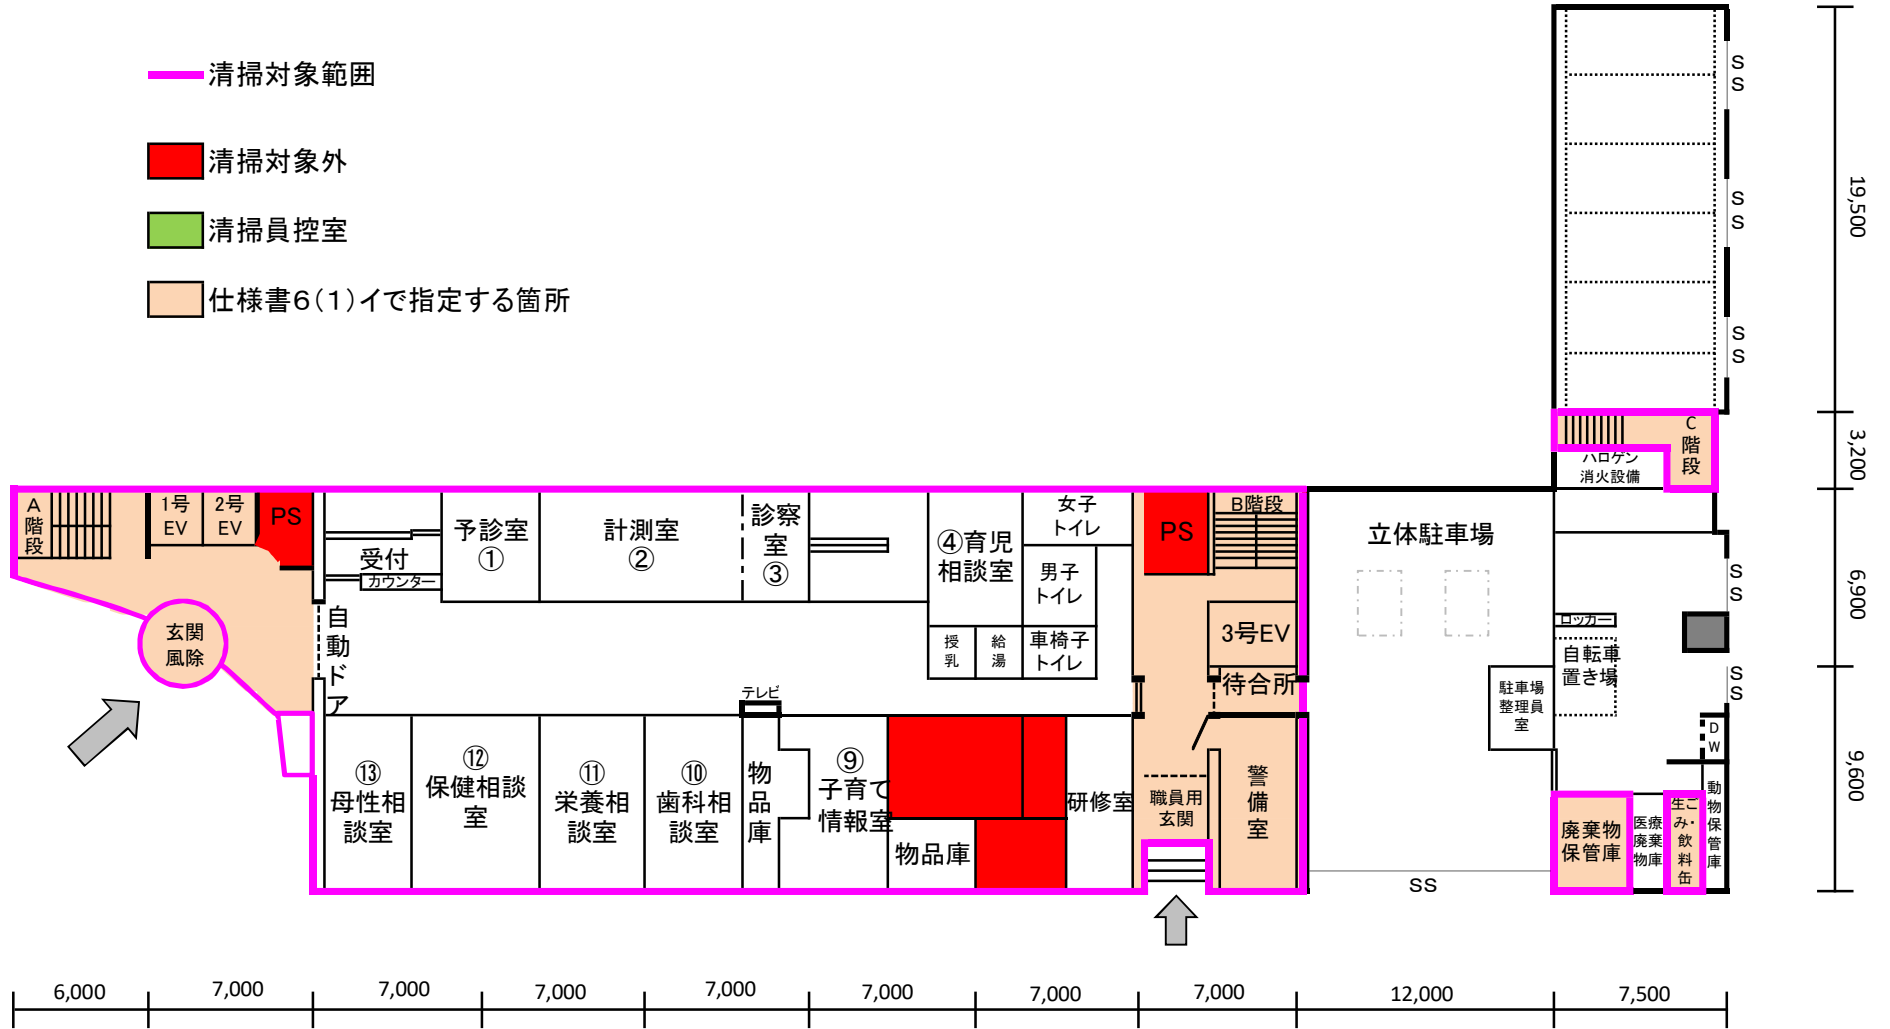 清掃対象範囲
清掃対象外
清掃員控室
仕様書6(1)イで指定する箇所
S
S
S
S
S
S
19,500
3,200
6,900
9,600
C
階
段
ハロゲン
消火設備
A
階
段
1号
EV
2号
EV
PS
受付
カウンター
予診室
①
計測室
②
診察
室
③
④育児
相談室
女子
トイレ
男子
トイレ
車椅子
トイレ
授
乳
給
湯
PS
B階段
3号EV
待合所
立体駐車場
ロッカー
自転車
置き場
駐車場
整理員
室
S
S
S
S
D
W
玄関
風除
自
動
ド
ア
テレビ
⑬
母性相
談室
⑫
保健相談
室
⑪
栄養相
談室
⑩
歯科相
談室
物
品
庫
⑨
子育て
情報室
物品庫
研修室
職員用
玄関
警
備
室
廃棄物
保管庫
医療
廃棄
物庫
生ご
み・
飲
料
缶
動
物
保
管
庫
SS
6,000
7,000
7,000
7,000
7,000
7,000
7,000
7,000
12,000
7,500